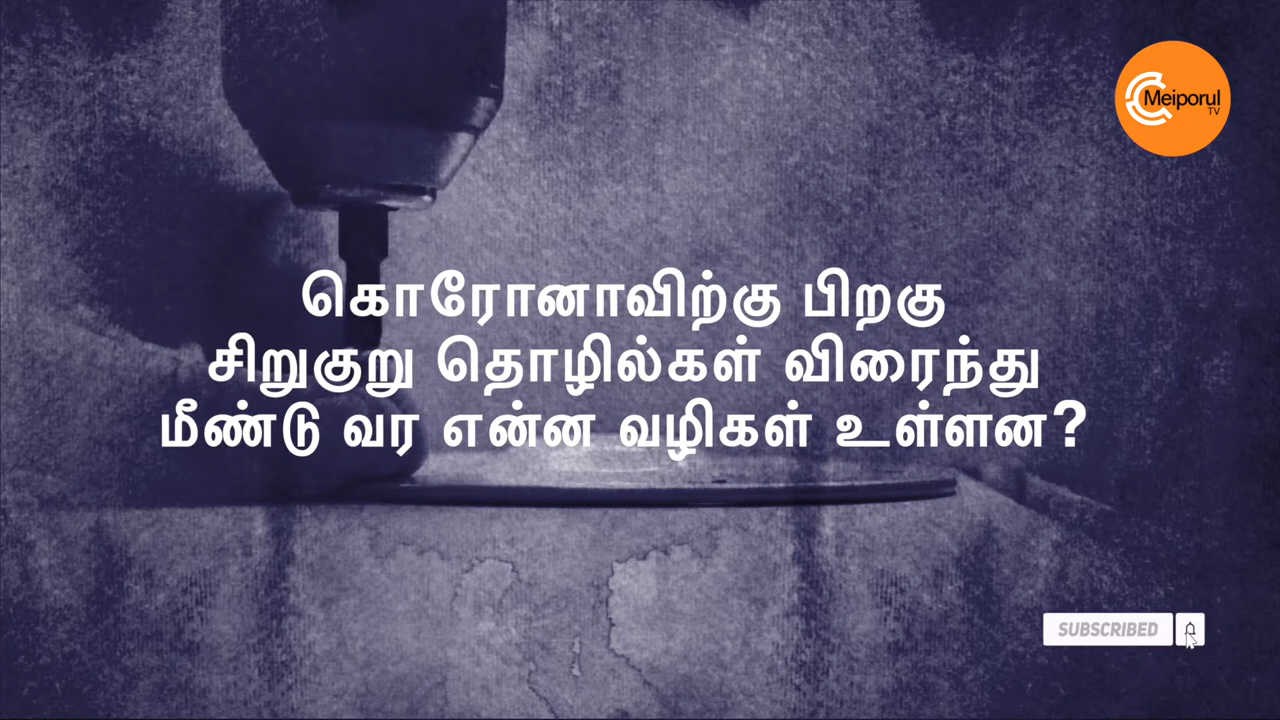 Meiporul
TV
கொரோனாவிற்கு பிறகு
சிறுகுறு தொழில்கள் விரைந்து
மீண்டு வர என்ன வழிகள் உள்ளன?
SUBSCRIBED